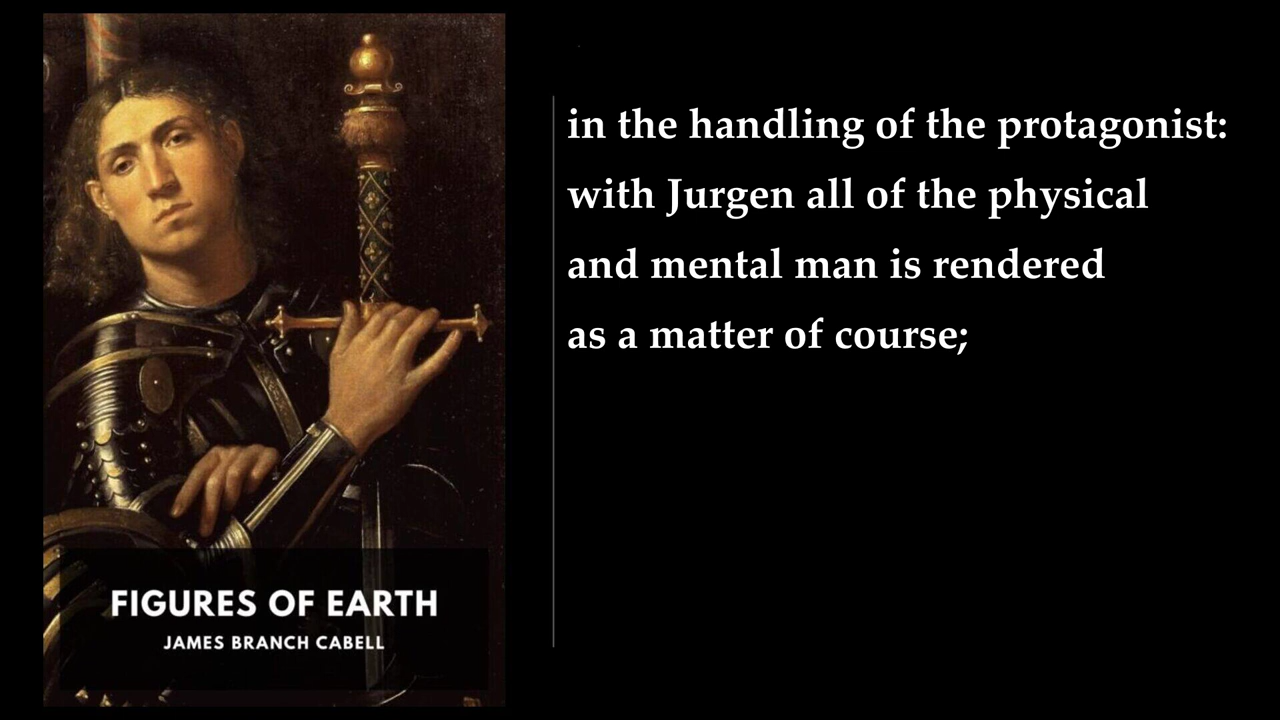 in the handling of the protagonist:
with Jurgen all of the physical
and mental man is rendered
as a matter of course;
FIGURES OF EARTH
JAMES BRANCH CABELL